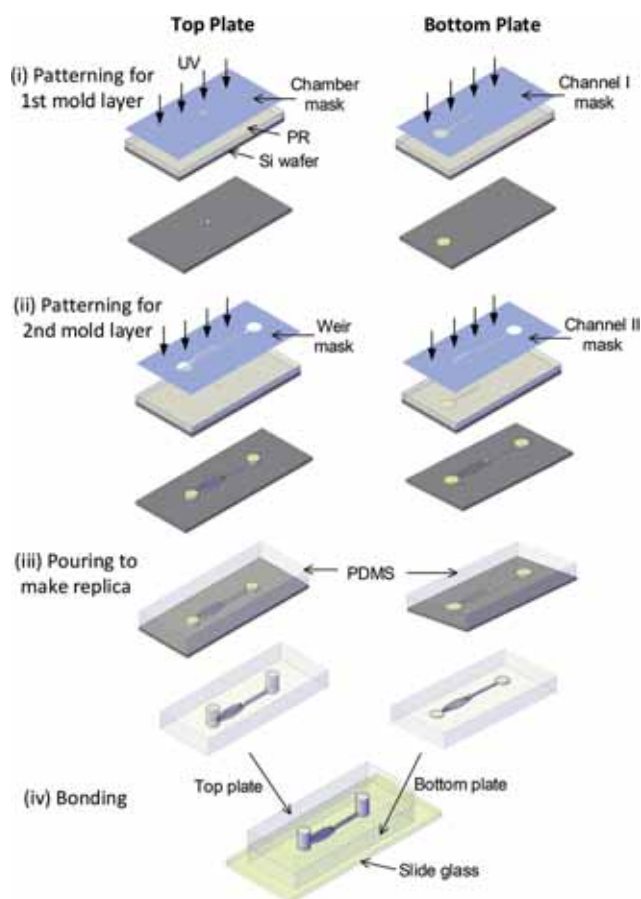 Top Plate
Bottom Plate
(i) Patterning for
1st mold layer
UV
Chamber
mask
PR
Si wafer
Channel I
mask
(ii) Patterning for
2nd mold layer
Weir
mask
Channel II
mask
(iii) Pouring to
make replica
PDMS
(iv) Bonding
Top plate
Bottom plate
Slide glass